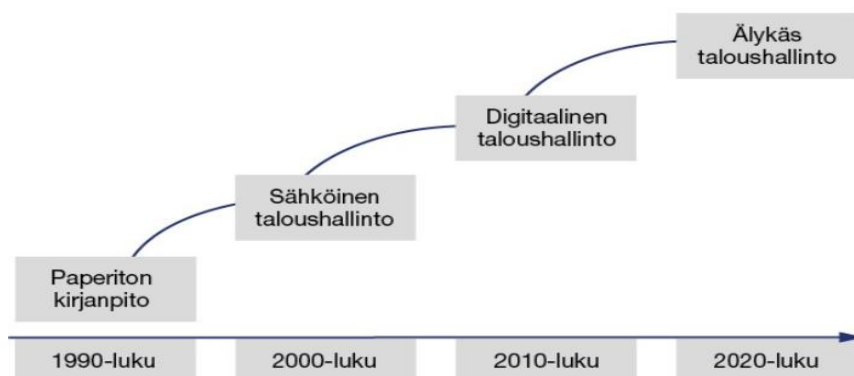 Älykäs
taloushallinto
Digitaalinen
taloushallinto
Sähköinen
taloushallinto
Paperiton
kirjanpito
1990-luku
2000-luku
2010-luku
2020-luku